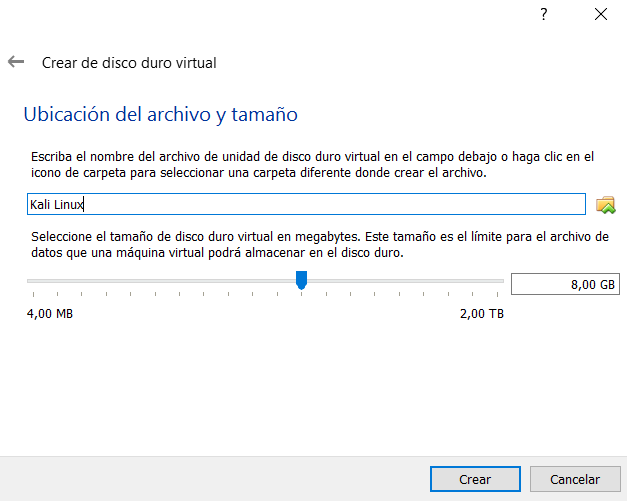 ?
Crear de disco duro virtual
Ubicación del archivo y tamaño
Escriba el nombre del archivo de unidad de disco duro virtual en el campo debajo o haga clic en el
icono de carpeta para seleccionar una carpeta diferente donde crear el archivo.
Kali Linux
Seleccione el tamaño de disco duro virtual en megabytes. Este tamaño es el límite para el archivo de
datos que una máquina virtual podrá almacenar en el disco duro.
8,00 GB
4,00 MB 2,00 TB
Crear Cancelar